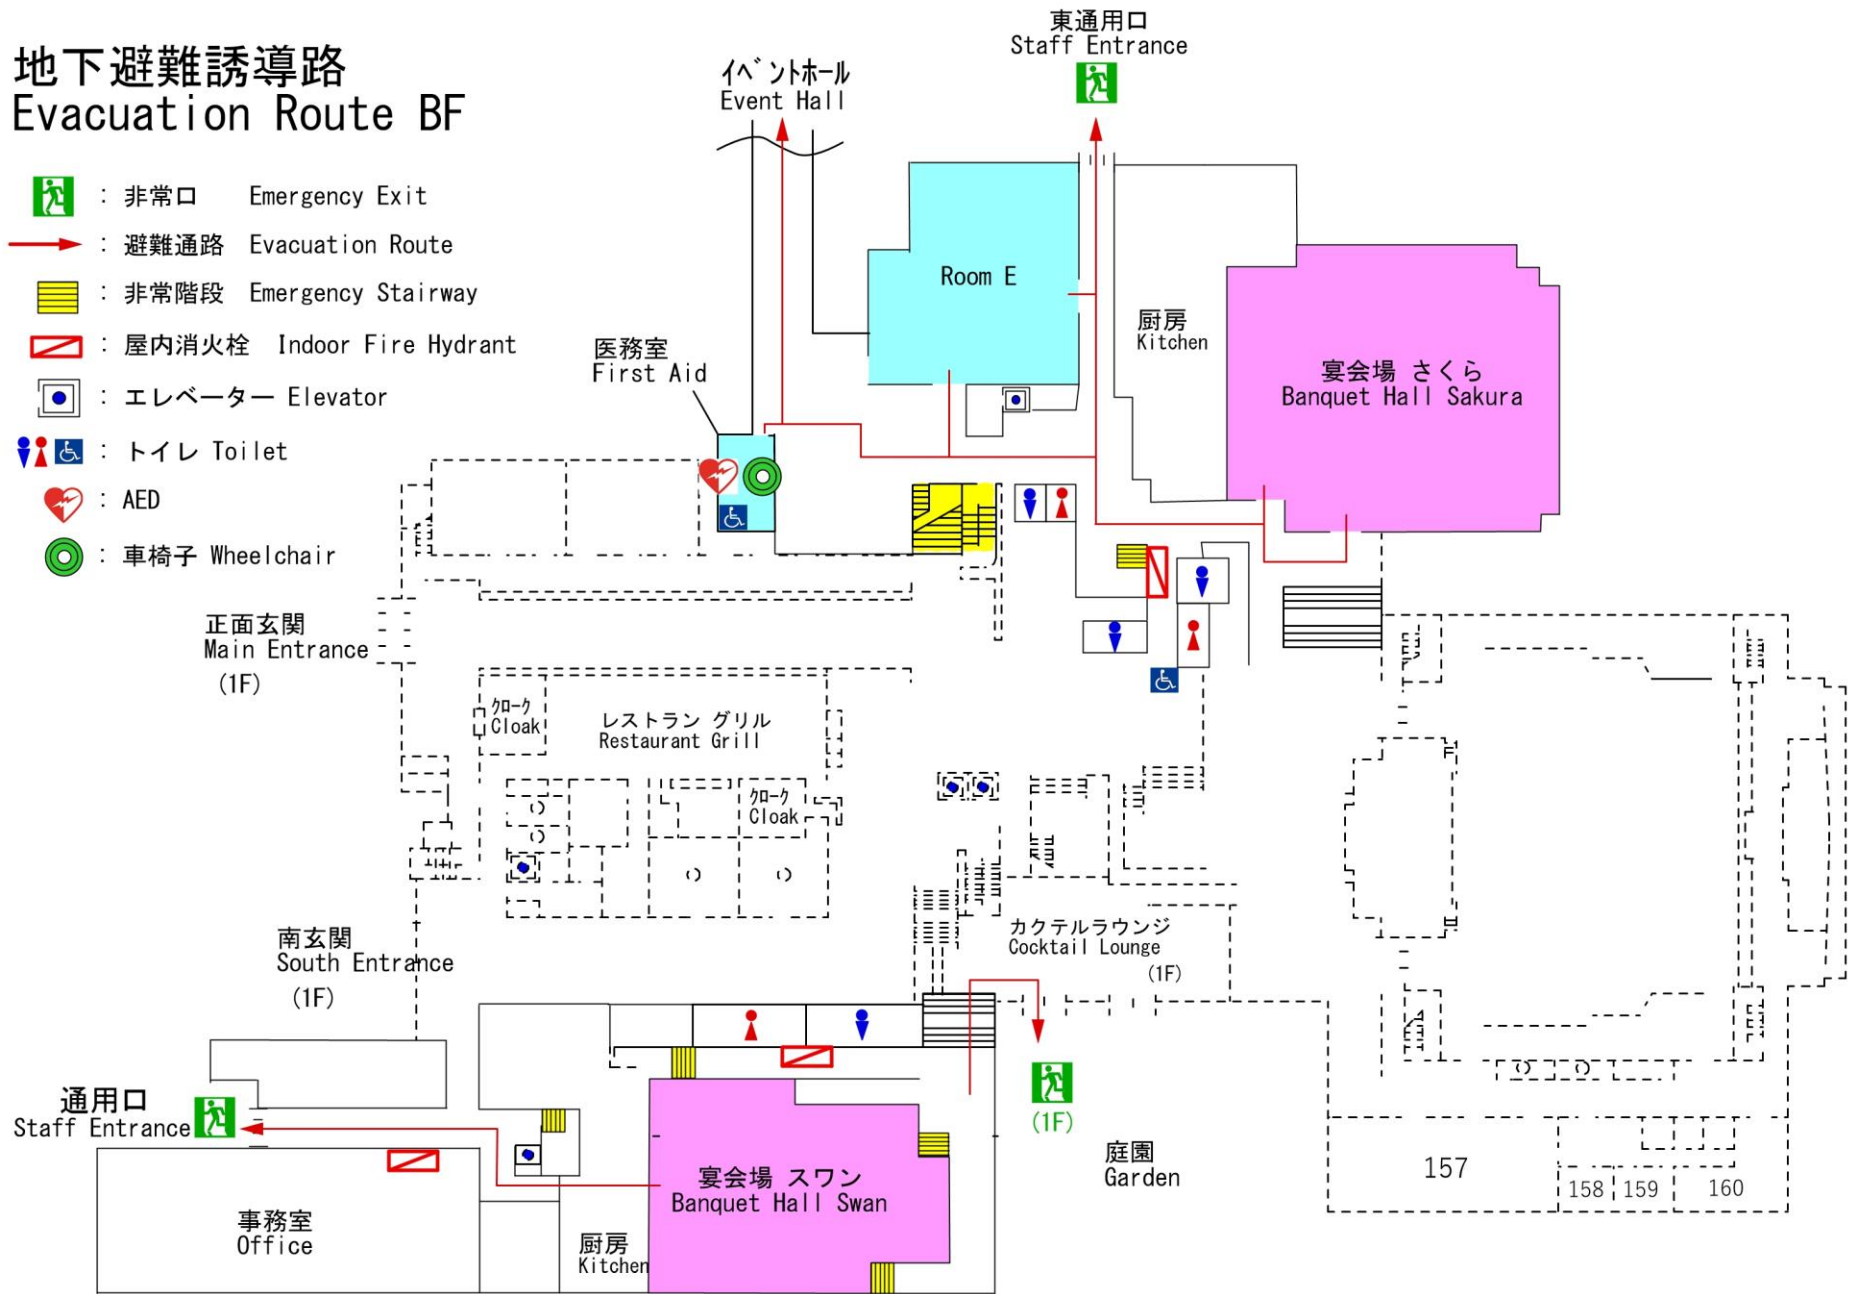 地下避難誘導路
Evacuation Route BF
: 非常口 Emergency Exit
: 避難通路 Evacuation Route
: 非常階段 Emergency Stairway
: 屋内消火栓 Indoor Fire Hydrant
: エレベーター Elevator
: トイレ Toilet
: AED
: 車椅子 Wheelchair
イベントホール
Event Hall
東通用口
Staff Entrance
Room E
厨房
Kitchen
宴会場 さくら
Banquet Hall Sakura
医務室
First Aid
正面玄関
Main Entrance
(1F)
クローク
Cloak
レストラン グリル
Restaurant Grill
クローク
Cloak
南玄関
South Entrance
(1F)
カクテルラウンジ
Cocktail Lounge
(1F)
通用口
Staff Entrance
(1F)
庭園
Garden
宴会場 スワン
Banquet Hall Swan
事務室
Office
厨房
Kitchen
157
158
159
160